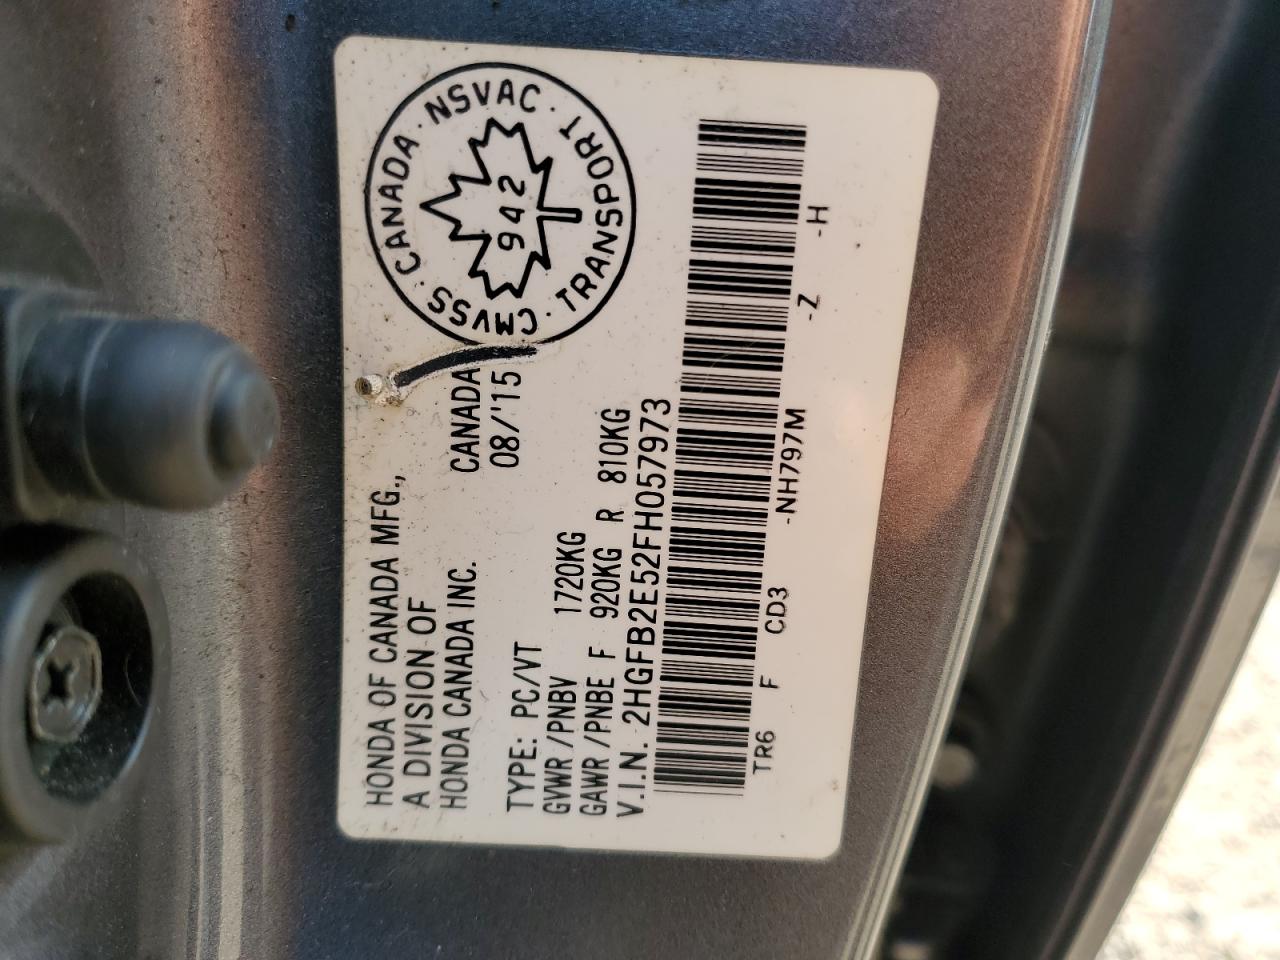 HONDA OF CANADA MFG.,
A DIVISION OF
HONDA CANADA INC.
CANADA
08/'15
CMVSS · CANADA · NSVAC · TRANSPORT ·
942
TYPE: PC/VT
GVWR/PNBV 1720KG
GAWR/PNBE F 920KG R 810KG
V.I.N. 2HGFB2E52FH057973
TR6 F CD3 -NH797M -Z -H